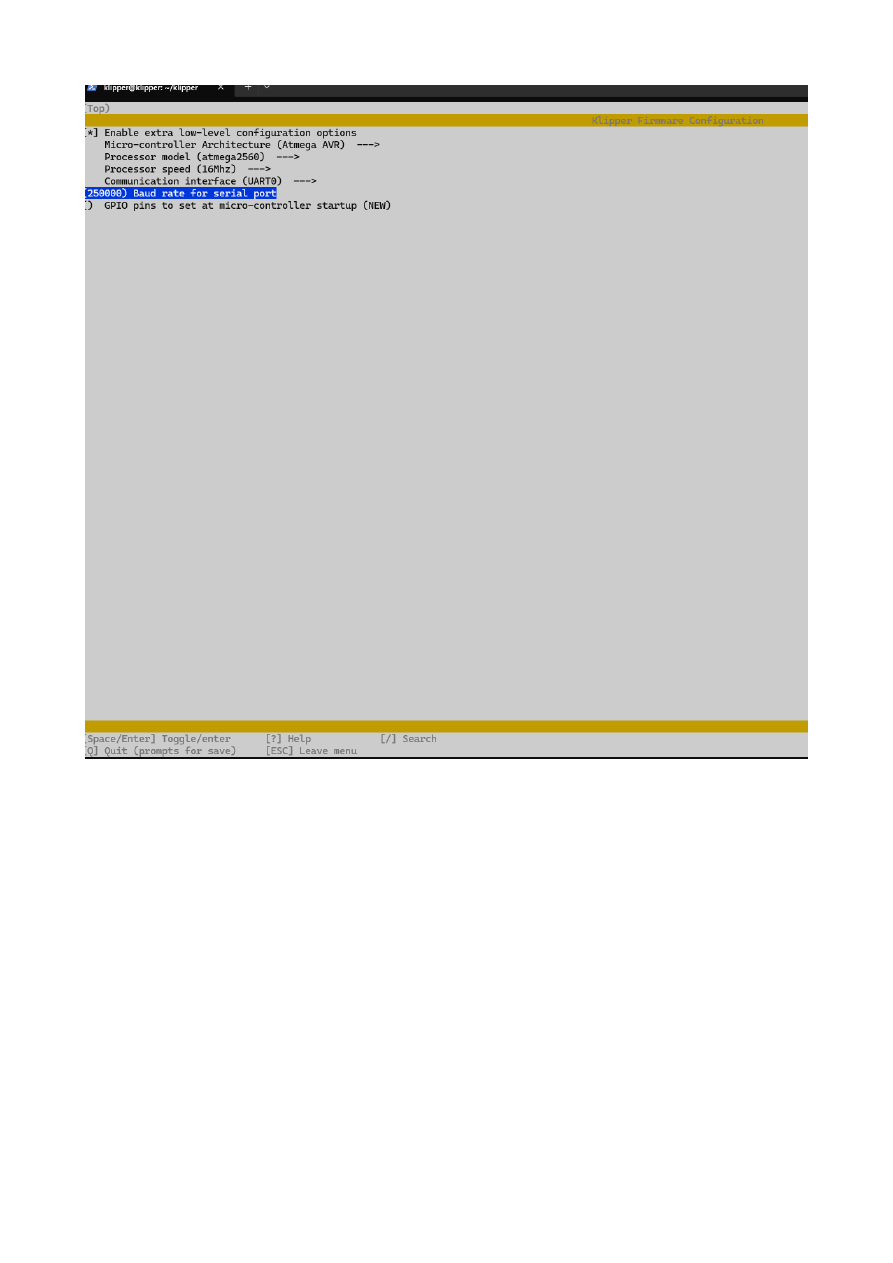 klipper@klipper: ~/klipper × +
(Top)
Klipper Firmware Configuration
[*] Enable extra low-level configuration options
Micro-controller Architecture (Atmega AVR) --->
Processor model (atmega2560) --->
Processor speed (16Mhz) --->
Communication interface (UART0) --->
(250000) Baud rate for serial port
() GPIO pins to set at micro-controller startup (NEW)
[Space/Enter] Toggle/enter [?] Help [/] Search
[Q] Quit (prompts for save) [ESC] Leave menu